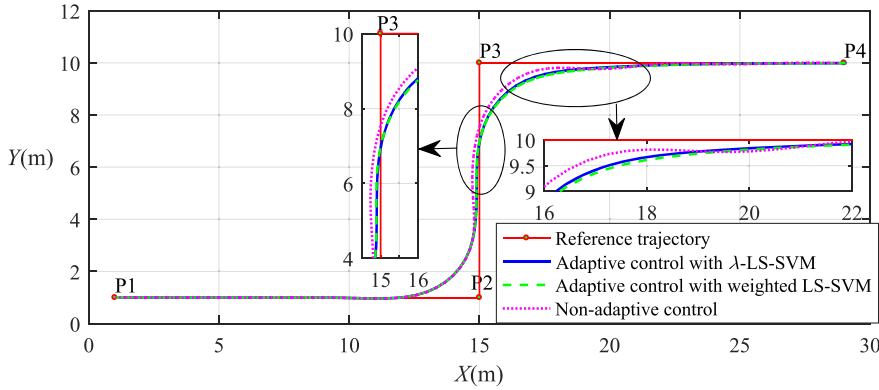 12
10
8
6
4
2
0
Y(m)
P3
10
8
6
4
15
16
P3
P4
10
9.5
9
16
18
20
22
P1
P2
Reference trajectory
Adaptive control with λ-LS-SVM
Adaptive control with weighted LS-SVM
Non-adaptive control
0
5
10
15
20
25
30
X(m)